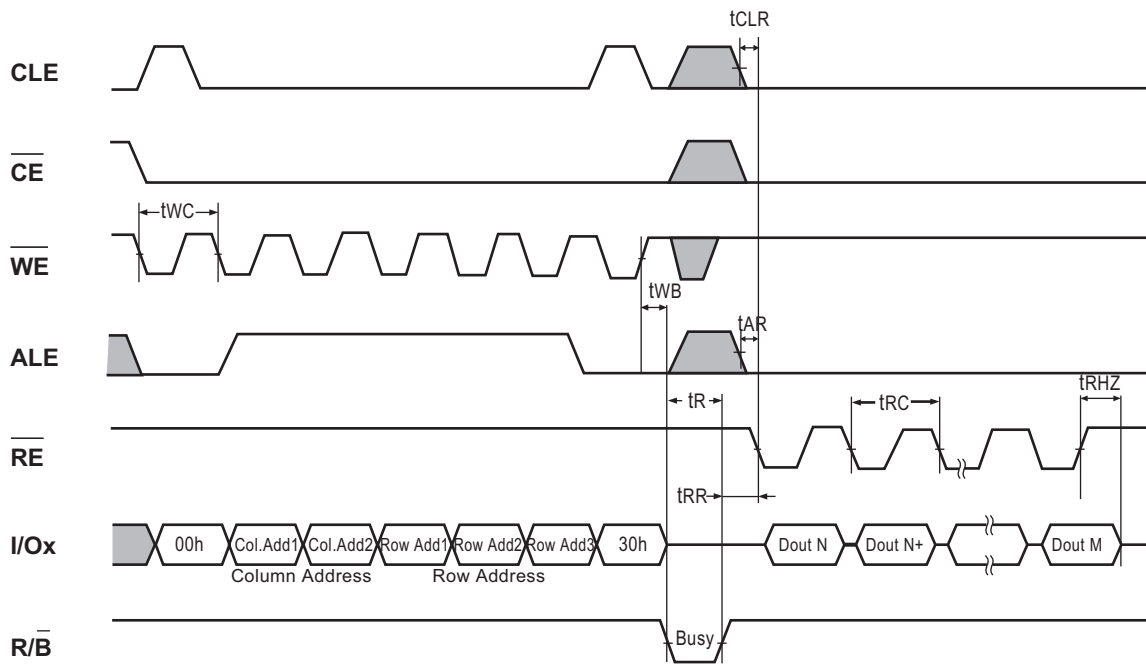 tCLR
CLE
CE
tWC
WE
tWB
tAR
ALE
tR
tRC
tRHZ
RE
tRR
I/Ox
00h
Col.Add1
Col.Add2
Row Add1
Row Add2
Row Add3
30h
Dout N
Dout N+
Dout M
Column Address
Row Address
Busy
R/B̅